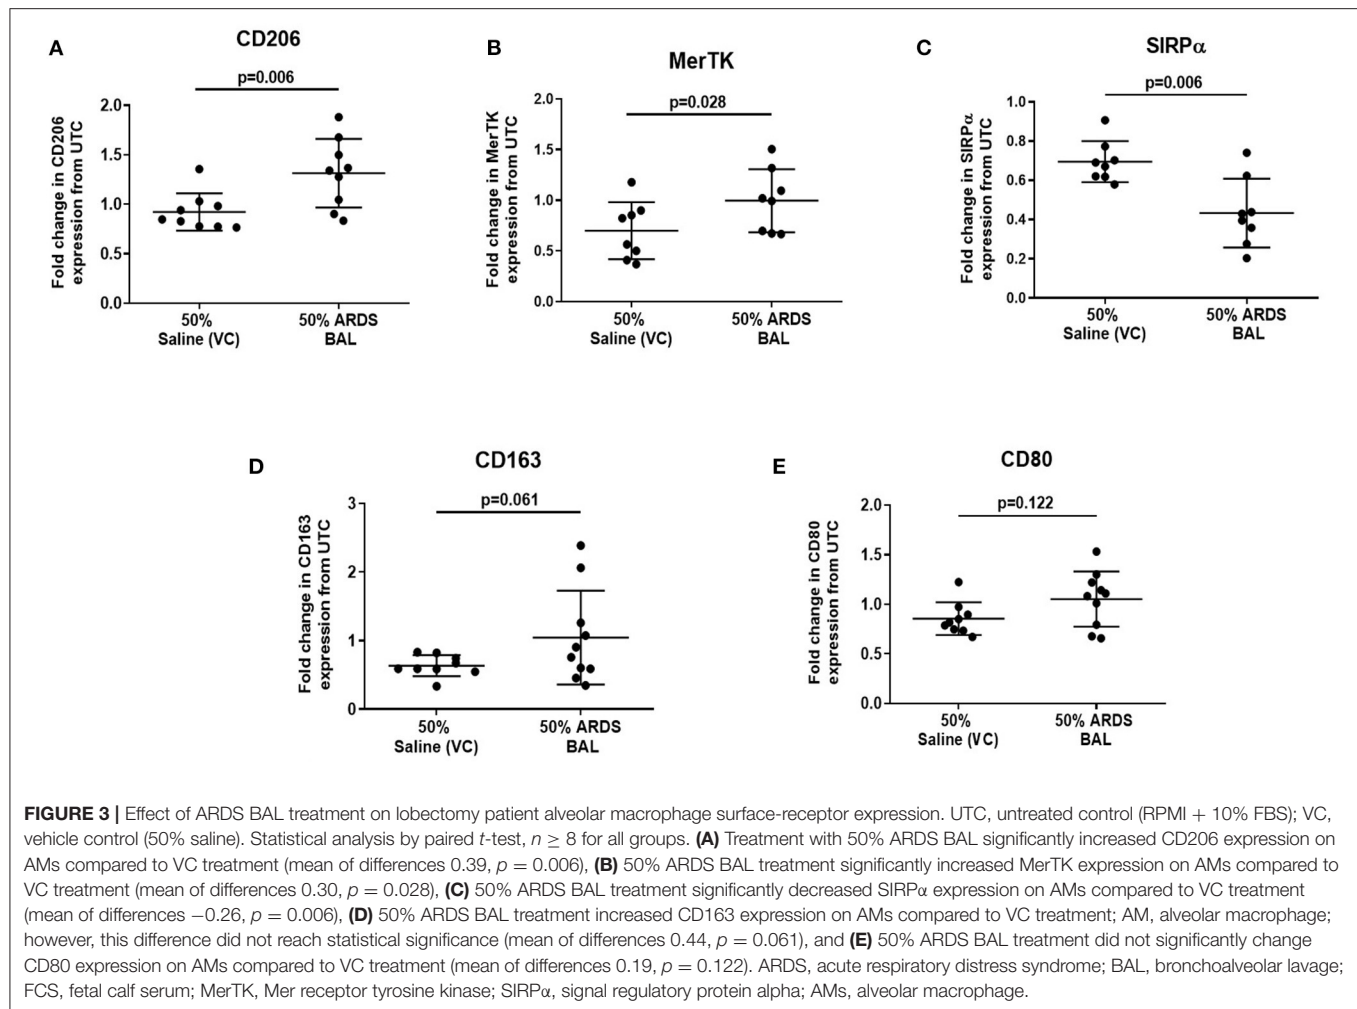 A
CD206
p=0.006
Fold change in CD206
expression from UTC
2.0
1.5
1.0
0.5
0.0
50%
Saline (VC)
50% ARDS
BAL
B
MerTK
p=0.028
Fold change in MerTK
expression from UTC
2.0
1.5
1.0
0.5
0.0
50%
Saline (VC)
50% ARDS
BAL
C
SIRPα
p=0.006
Fold change in SIRPα
expression from UTC
1.0
0.8
0.6
0.4
0.2
0.0
50%
Saline (VC)
50% ARDS
BAL
D
CD163
p=0.061
Fold change in CD163
expression from UTC
3
2
1
0
50%
Saline (VC)
50% ARDS
BAL
E
CD80
p=0.122
Fold change in CD80
expression from UTC
2.0
1.5
1.0
0.5
0.0
50%
Saline (VC)
50% ARDS
BAL
FIGURE 3 | Effect of ARDS BAL treatment on lobectomy patient alveolar macrophage surface-receptor expression. UTC, untreated control (RPMI + 10% FBS); VC,
vehicle control (50% saline). Statistical analysis by paired t-test, n ≥ 8 for all groups. (A) Treatment with 50% ARDS BAL significantly increased CD206 expression on
AMs compared to VC treatment (mean of differences 0.39, p = 0.006), (B) 50% ARDS BAL treatment significantly increased MerTK expression on AMs compared to
VC treatment (mean of differences 0.30, p = 0.028), (C) 50% ARDS BAL treatment significantly decreased SIRPα expression on AMs compared to VC treatment
(mean of differences −0.26, p = 0.006), (D) 50% ARDS BAL treatment increased CD163 expression on AMs compared to VC treatment; AM, alveolar macrophage;
however, this difference did not reach statistical significance (mean of differences 0.44, p = 0.061), and (E) 50% ARDS BAL treatment did not significantly change
CD80 expression on AMs compared to VC treatment (mean of differences 0.19, p = 0.122). ARDS, acute respiratory distress syndrome; BAL, bronchoalveolar lavage;
FCS, fetal calf serum; MerTK, Mer receptor tyrosine kinase; SIRPα, signal regulatory protein alpha; AMs, alveolar macrophage.